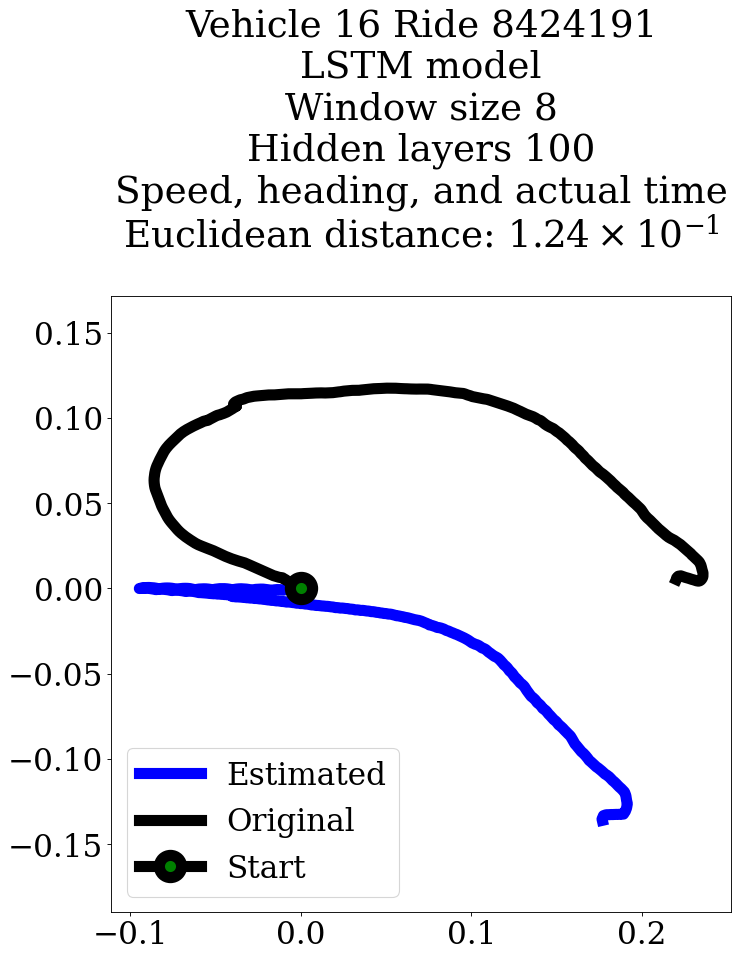 Vehicle 16 Ride 8424191
LSTM model
Window size 8
Hidden layers 100
Speed, heading, and actual time
Euclidean distance: 1.24 × 10⁻¹
0.15
0.10
0.05
0.00
−0.05
−0.10
−0.15
Estimated
Original
Start
−0.1 0.0 0.1 0.2